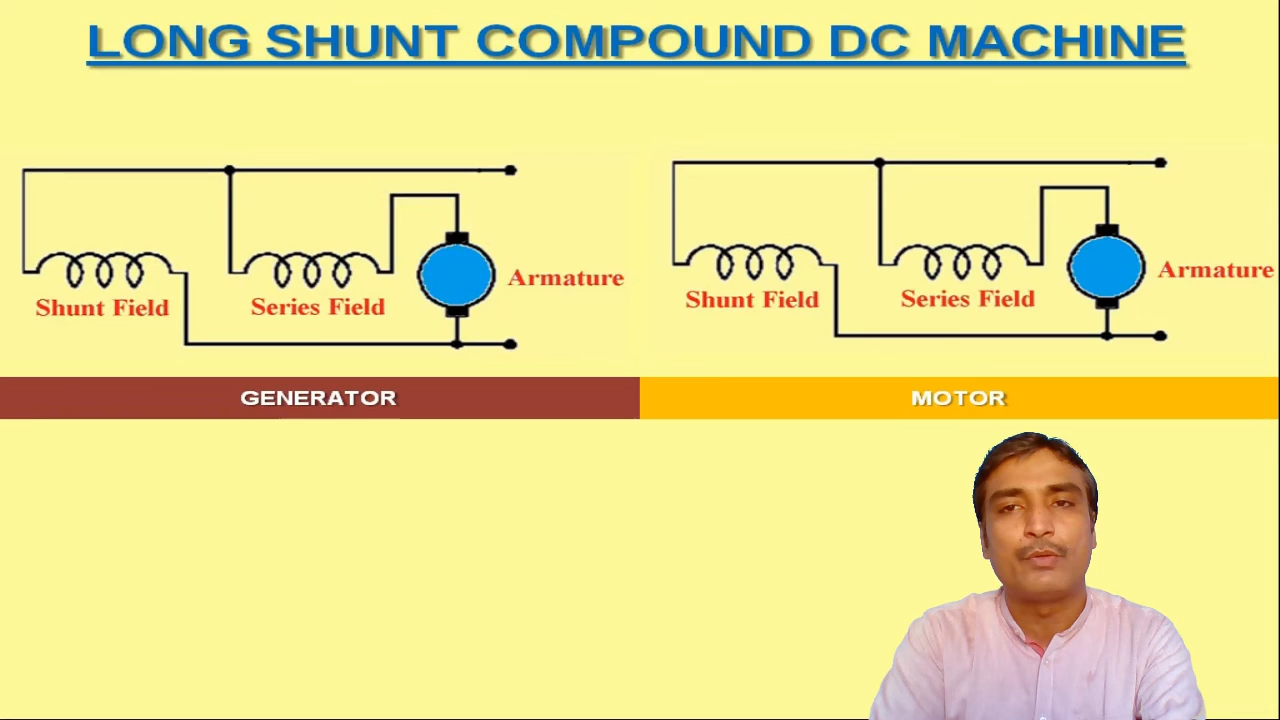 LONG SHUNT COMPOUND DC MACHINE
Shunt Field
Series Field
Armature
Shunt Field
Series Field
Armature
GENERATOR
MOTOR